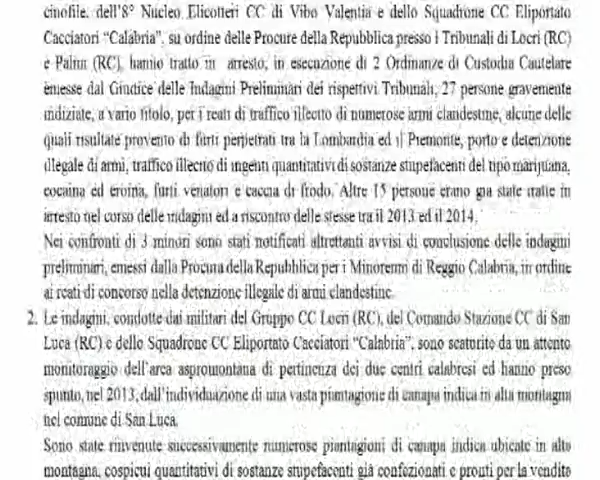 cinofile, dell'8° Nucleo Elicotteri CC di Vibo Valentia e dello Squadrone CC Eliportato
Cacciatori "Calabria", su ordine delle Procure della Repubblica presso i Tribunali di Locri (RC)
e Palmi (RC), hanno tratto in arresto, in esecuzione di 2 Ordinanze di Custodia Cautelare
emesse dal Giudice delle Indagini Preliminari dei rispettivi Tribunali, 27 persone gravemente
indiziate, a vario titolo, per i reati di traffico illecito di numerose armi clandestine, alcune delle
quali risultate provento di furti perpetrati tra la Lombardia ed il Piemonte, porto e detenzione
illegale di armi, traffico illecito di ingenti quantitativi di sostanze stupefacenti del tipo marijuana,
cocaina ed eroina, furti venatori e caccia di frodo. Altre 15 persone erano già state tratte in
arresto nel corso delle indagini ed a riscontro delle stesse tra il 2013 ed il 2014.
Nei confronti di 3 minori sono stati notificati altrettanti avvisi di conclusione delle indagini
preliminari, emessi dalla Procura della Repubblica per i Minorenni di Reggio Calabria, in ordine
ai reati di concorso nella detenzione illegale di armi clandestine.
2. Le indagini, condotte dai militari del Gruppo CC Locri (RC), del Comando Stazione CC di San
Luca (RC) e dello Squadrone CC Eliportato Cacciatori "Calabria", sono scaturite da un attento
monitoraggio dell'area aspromontana di pertinenza dei due centri calabresi ed hanno preso
spunto, nel 2013, dall'individuazione di una vasta piantagione di canapa indica in alta montagna
nel comune di San Luca.
Sono state rinvenute successivamente numerose piantagioni di canapa indica ubicate in alta
montagna, cospicui quantitativi di sostanze stupefacenti già confezionati e pronti per la vendita